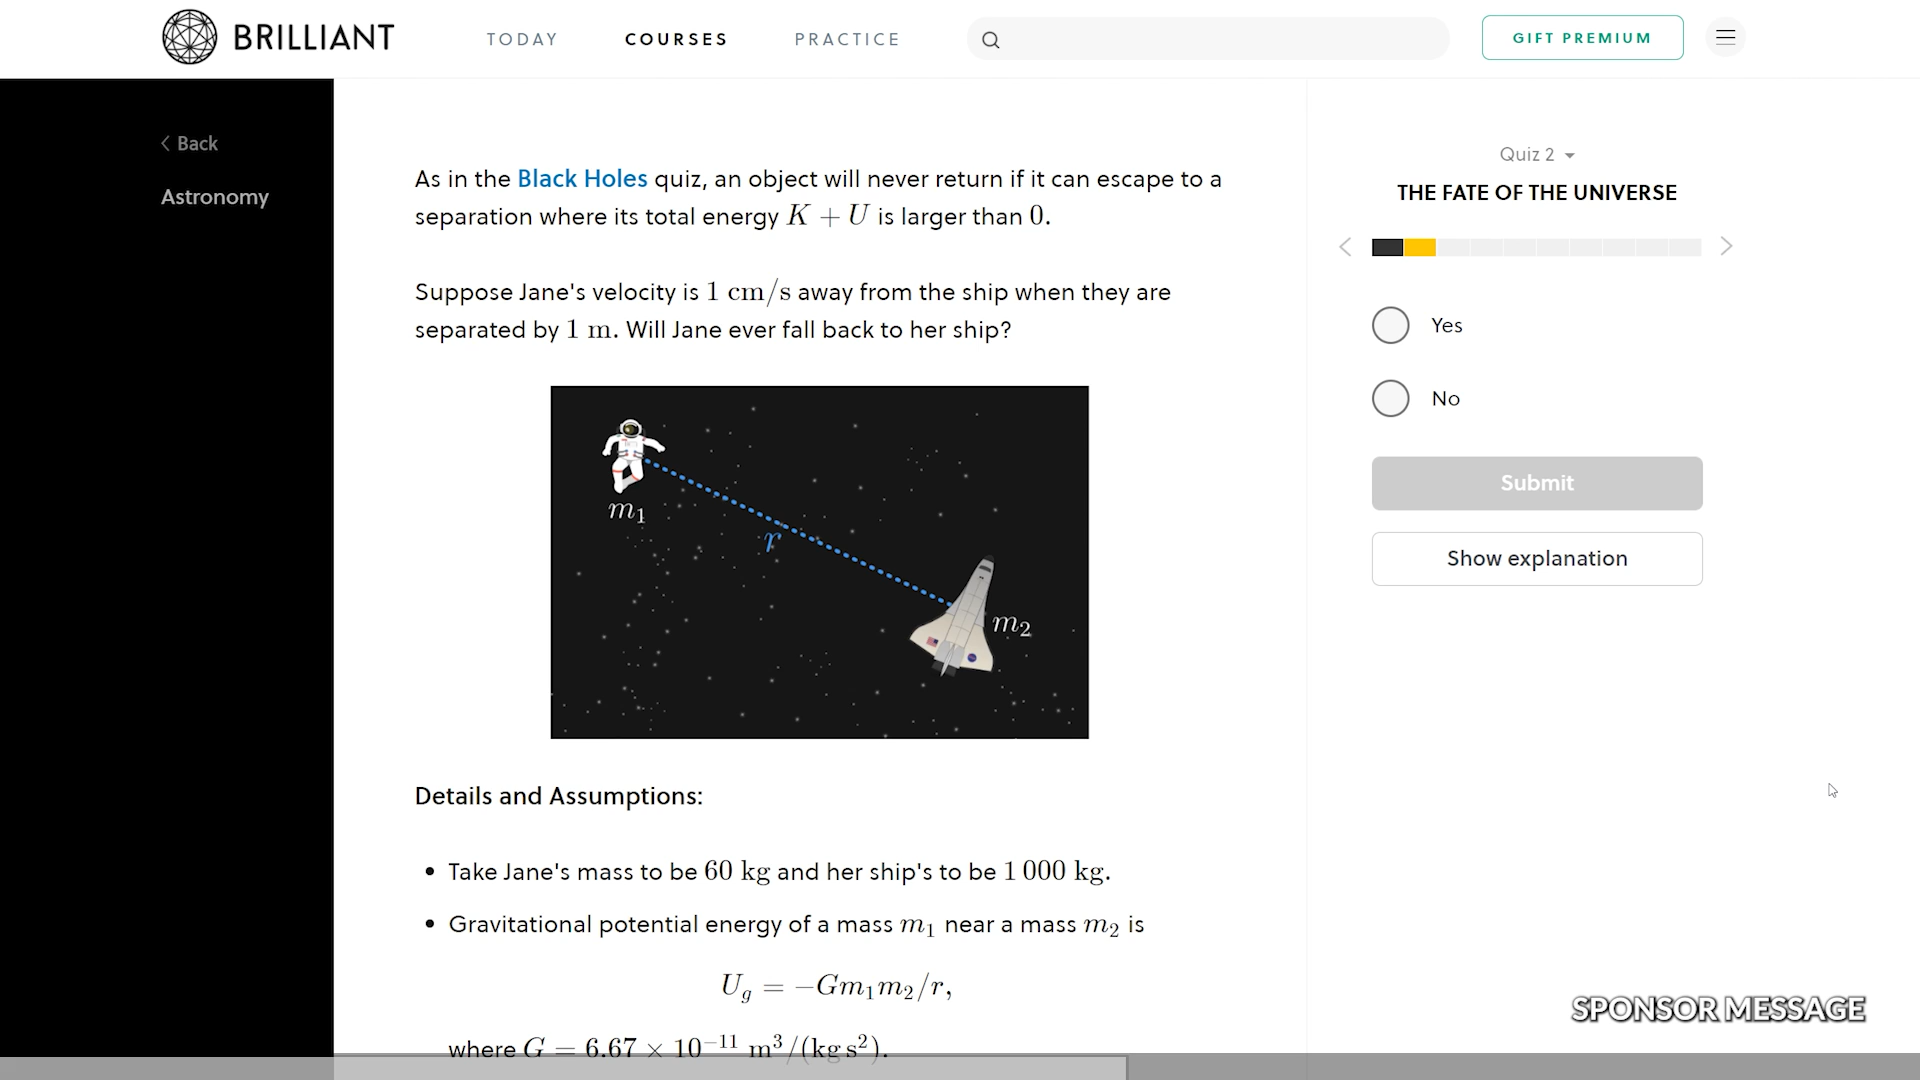 BRILLIANT
TODAY
COURSES
PRACTICE
GIFT PREMIUM
Back
Astronomy
As in the Black Holes quiz, an object will never return if it can escape to a
separation where its total energy K + U is larger than 0.
Suppose Jane's velocity is 1 cm/s away from the ship when they are
separated by 1 m. Will Jane ever fall back to her ship?
m₁
r
m₂
Details and Assumptions:
• Take Jane's mass to be 60 kg and her ship's to be 1 000 kg.
• Gravitational potential energy of a mass m₁ near a mass m₂ is
U_g = −Gm₁m₂/r,
where G = 6.67 × 10⁻¹¹ m³/(kg s²).
Quiz 2
THE FATE OF THE UNIVERSE
Yes
No
Submit
Show explanation
SPONSOR MESSAGE